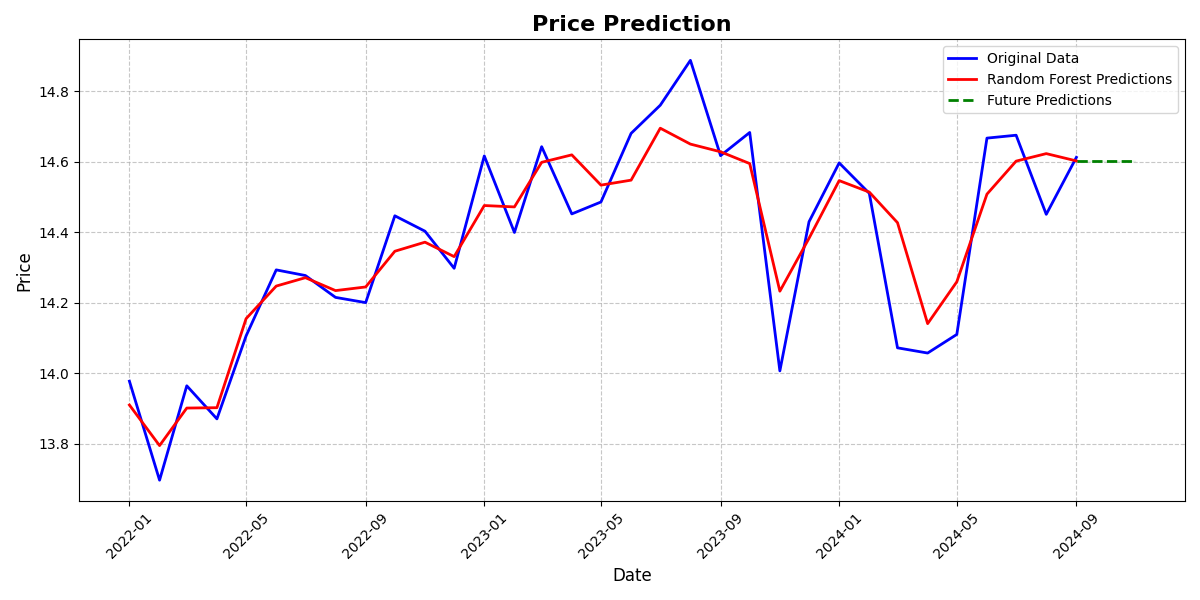 Price Prediction
Original Data
Random Forest Predictions
Future Predictions
Price
14.8
14.6
14.4
14.2
14.0
13.8
2022-01
2022-05
2022-09
2023-01
2023-05
2023-09
2024-01
2024-05
2024-09
Date